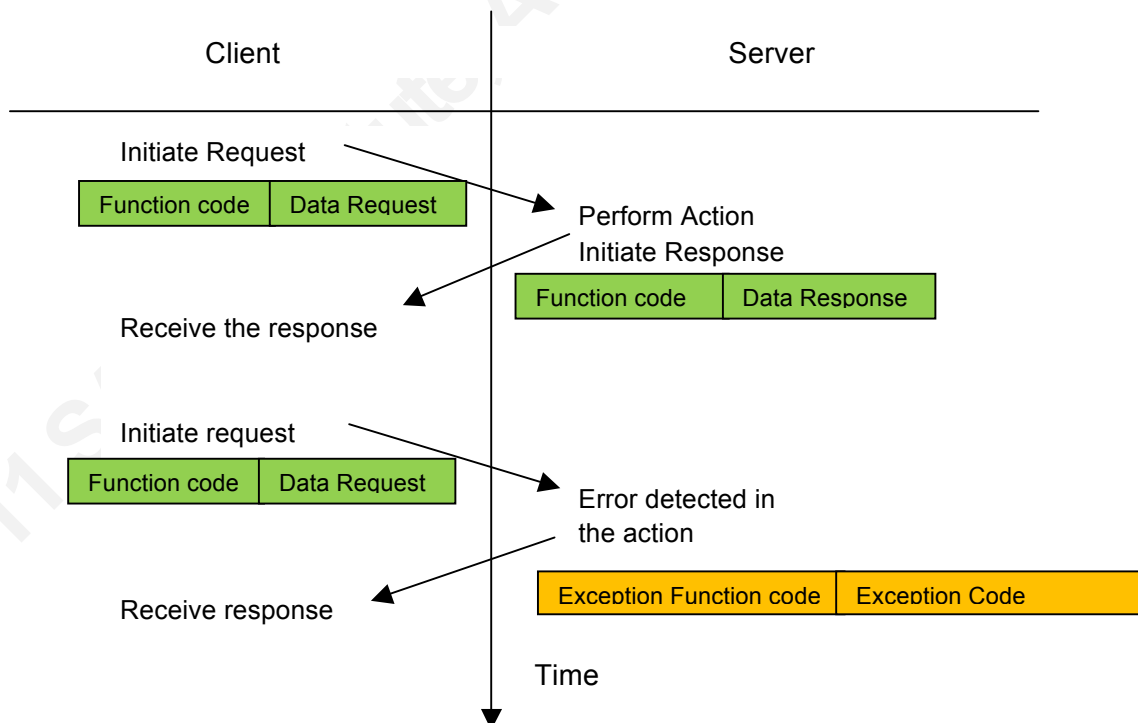 Client
Server
Initiate Request
Function code
Data Request
Perform Action
Initiate Response
Function code
Data Response
Receive the response
Initiate request
Function code
Data Request
Error detected in
the action
Exception Function code
Exception Code
Receive response
Time